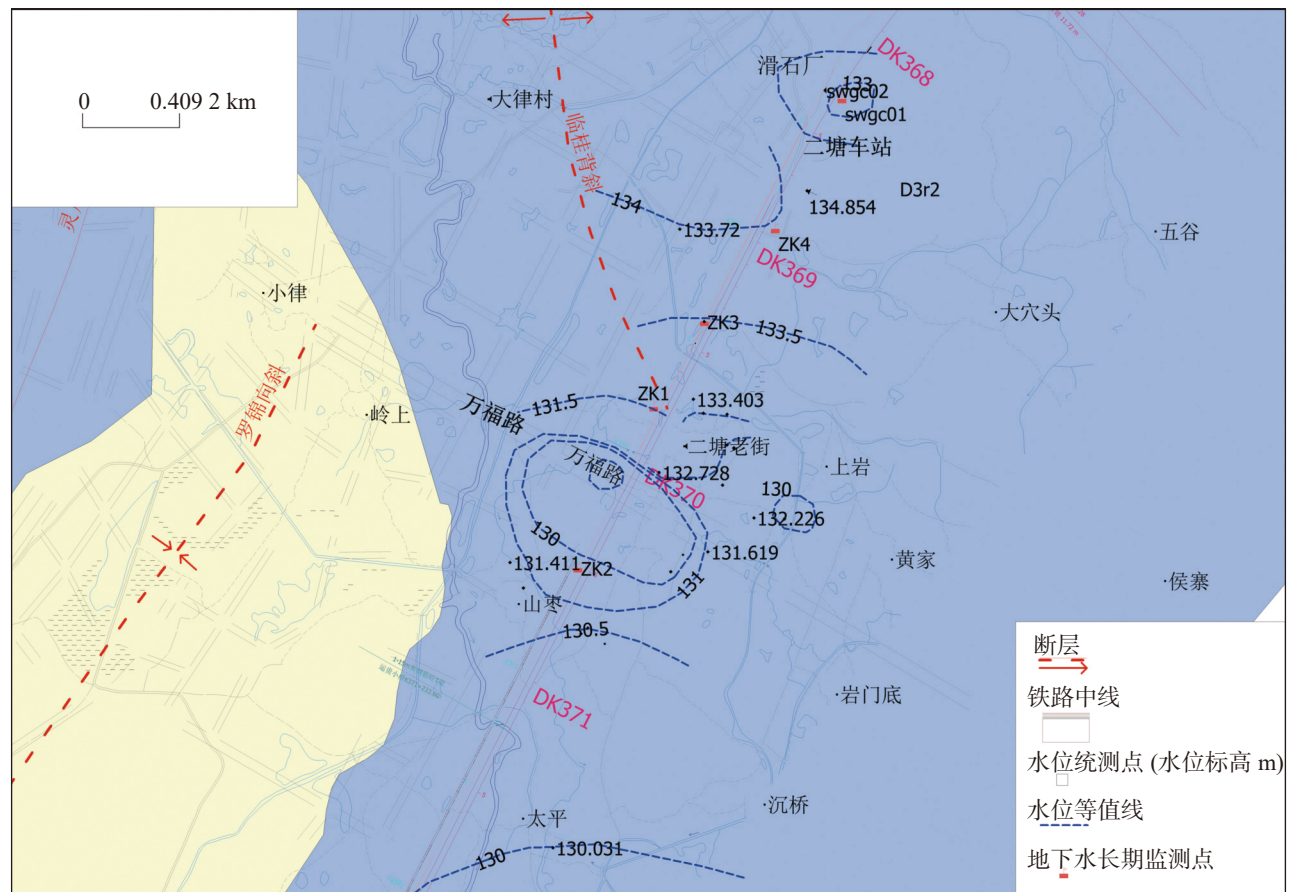 0 0.409 2 km
DK368
滑石厂
133
swgc02
swgc01
大律村
二塘车站
临桂背斜
D3r2
134
134.854
133.72
ZK4
五谷
DK369
小律
大穴头
ZK3
133.5
罗锦向斜
ZK1
133.403
131.5
万福路
岭上
二塘老街
万福路
132.728
上岩
DK370
130
132.226
130
131.411
ZK2
131.619
131
黄家
侯寨
山枣
130.5
岩门底
DK371
沉桥
太平
130
130.031
断层
铁路中线
水位统测点 (水位标高 m)
水位等值线
地下水长期监测点